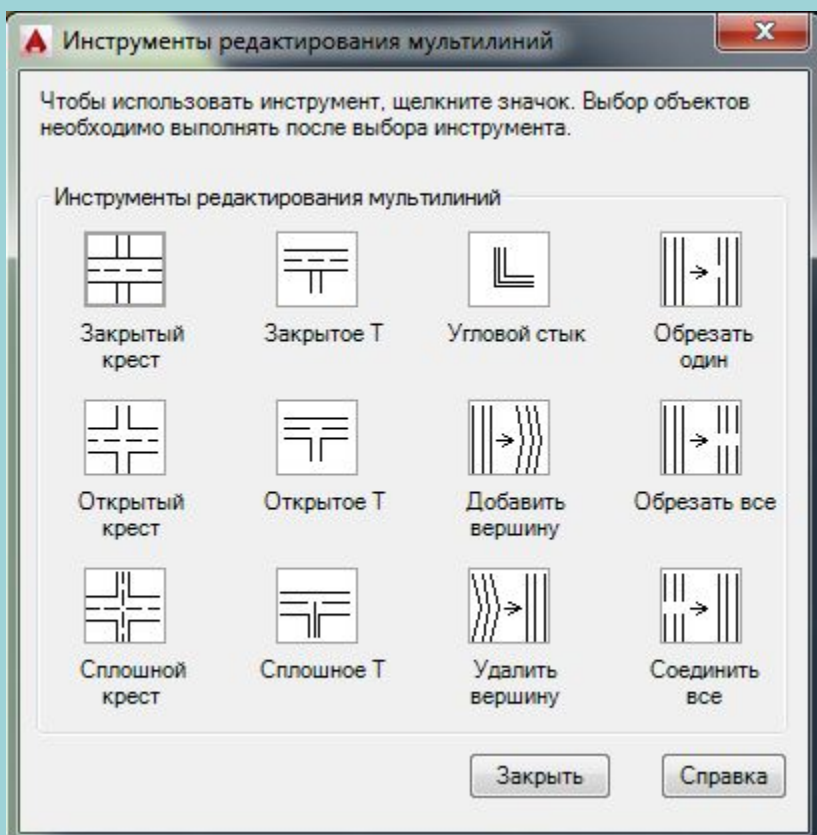 Инструменты редактирования мультилиний
Чтобы использовать инструмент, щелкните значок. Выбор объектов
необходимо выполнять после выбора инструмента.
Инструменты редактирования мультилиний
Закрытый
крест
Закрытое Т
Угловой стык
Обрезать
один
Открытый
крест
Открытое Т
Добавить
вершину
Обрезать все
Сплошной
крест
Сплошное Т
Удалить
вершину
Соединить
все
Закрыть
Справка